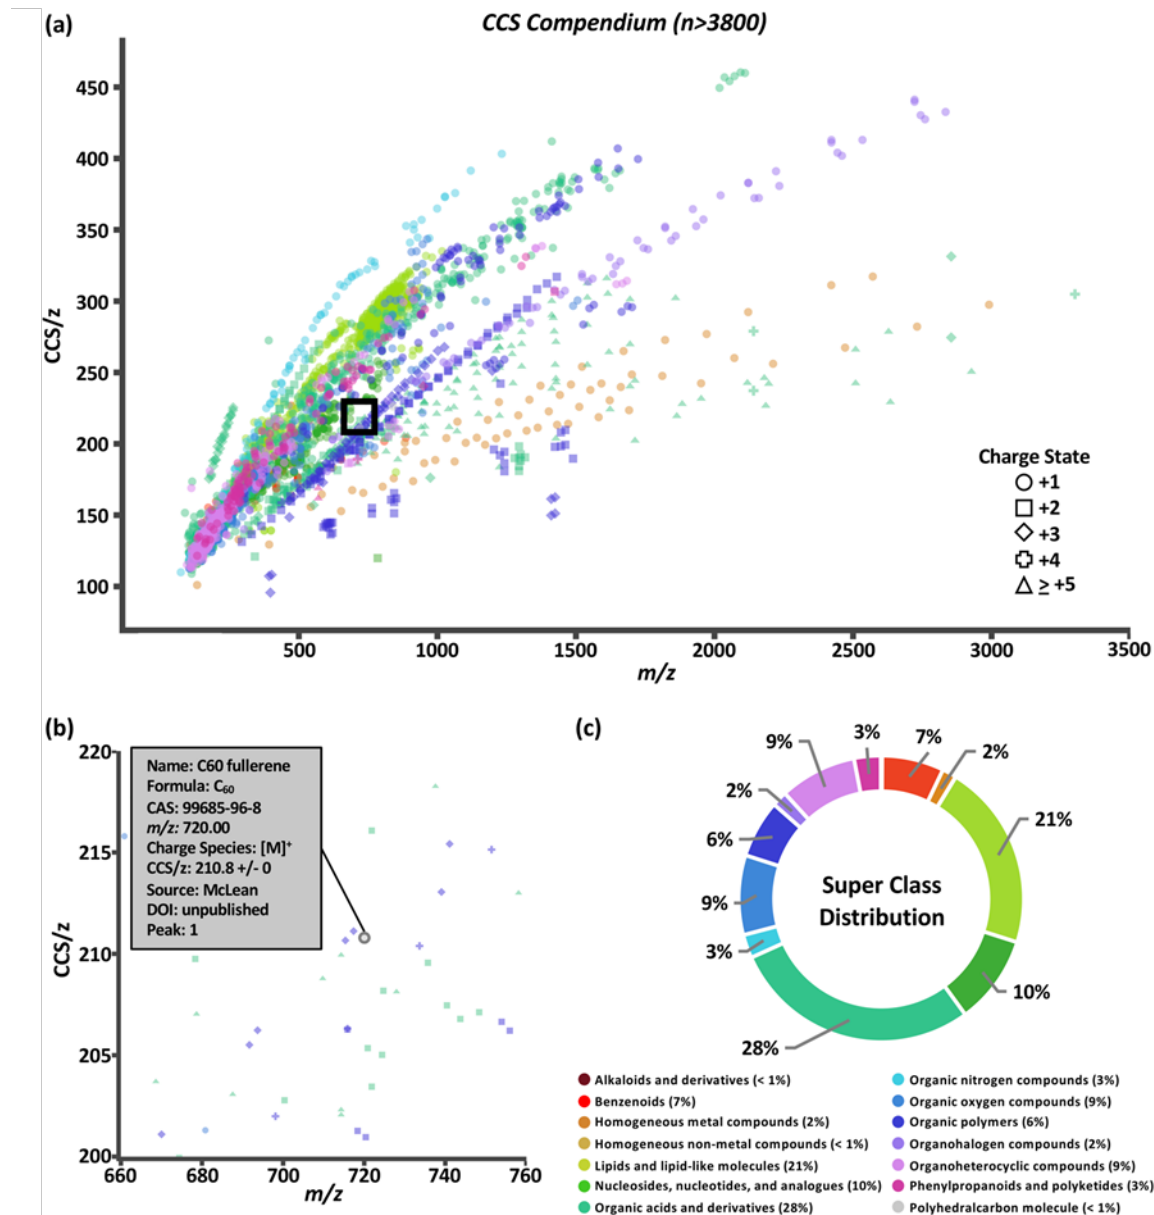 (a)
CCS Compendium (n>3800)
450
400
350
300
250
200
150
100
CCS/z
500
1000
1500
2000
2500
3000
3500
m/z
Charge State
+1
+2
+3
+4
≥ +5
(b)
220
215
210
205
200
CCS/z
Name: C60 fullerene
Formula: C₆₀
CAS: 99685-96-8
m/z: 720.00
Charge Species: [M]⁺
CCS/z: 210.8 +/- 0
Source: McLean
DOI: unpublished
Peak: 1
660
680
700
720
740
760
m/z
(c)
9%
3%
7%
2%
2%
21%
6%
9%
3%
10%
28%
Super Class
Distribution
Alkaloids and derivatives (< 1%)
Benzenoids (7%)
Homogeneous metal compounds (2%)
Homogeneous non-metal compounds (< 1%)
Lipids and lipid-like molecules (21%)
Nucleosides, nucleotides, and analogues (10%)
Organic acids and derivatives (28%)
Organic nitrogen compounds (3%)
Organic oxygen compounds (9%)
Organic polymers (6%)
Organohalogen compounds (2%)
Organoheterocyclic compounds (9%)
Phenylpropanoids and polyketides (3%)
Polyhedralcarbon molecule (< 1%)